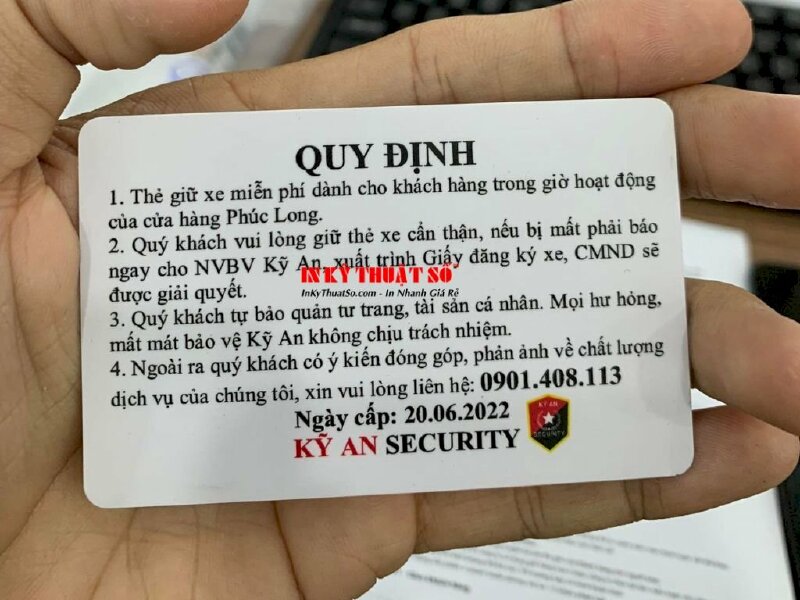 QUY ĐỊNH
1. Thẻ giữ xe miễn phí dành cho khách hàng trong giờ hoạt động
của cửa hàng Phúc Long.
2. Quý khách vui lòng giữ thẻ xe cẩn thận, nếu bị mất phải báo
ngay cho NVBV Kỹ An, xuất trình Giấy đăng ký xe, CMND sẽ
IN KỸ THUẬT SỐ
InKyThuatSo.com - In Nhanh Giá Rẻ
được giải quyết.
3. Quý khách tự bảo quản tư trang, tài sản cá nhân. Mọi hư hỏng,
mất mát bảo vệ Kỹ An không chịu trách nhiệm.
4. Ngoài ra quý khách có ý kiến đóng góp, phản ảnh về chất lượng
dịch vụ của chúng tôi, xin vui lòng liên hệ: 0901.408.113
Ngày cấp: 20.06.2022
KỸ AN SECURITY
KỲ AN
SECURITY